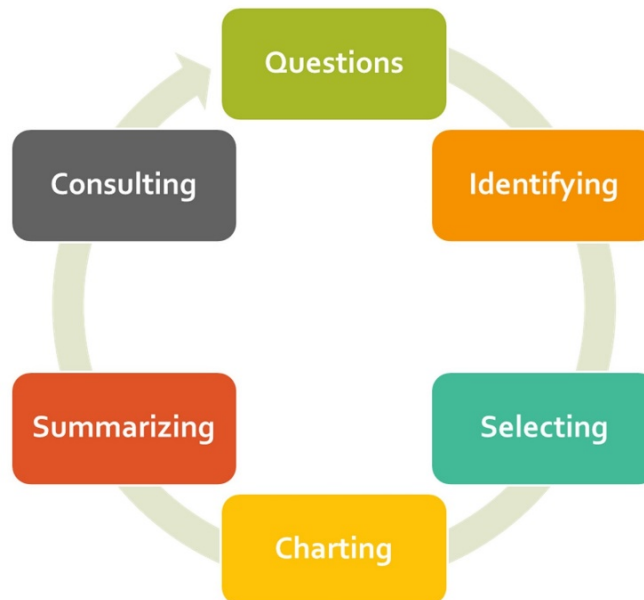 Questions
Identifying
Selecting
Charting
Summarizing
Consulting